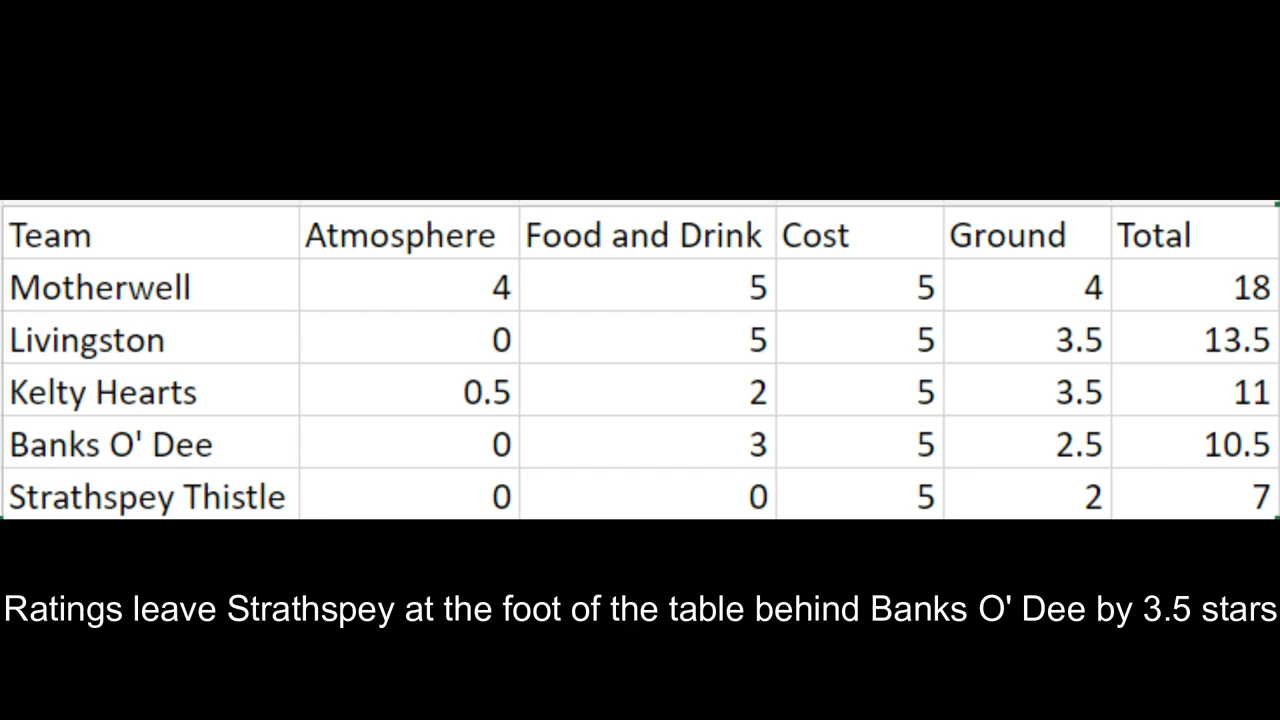 Team Atmosphere Food and Drink Cost Ground Total
Motherwell 4 5 5 4 18
Livingston 0 5 5 3.5 13.5
Kelty Hearts 0.5 2 5 3.5 11
Banks O' Dee 0 3 5 2.5 10.5
Strathspey Thistle 0 0 5 2 7
Ratings leave Strathspey at the foot of the table behind Banks O' Dee by 3.5 stars